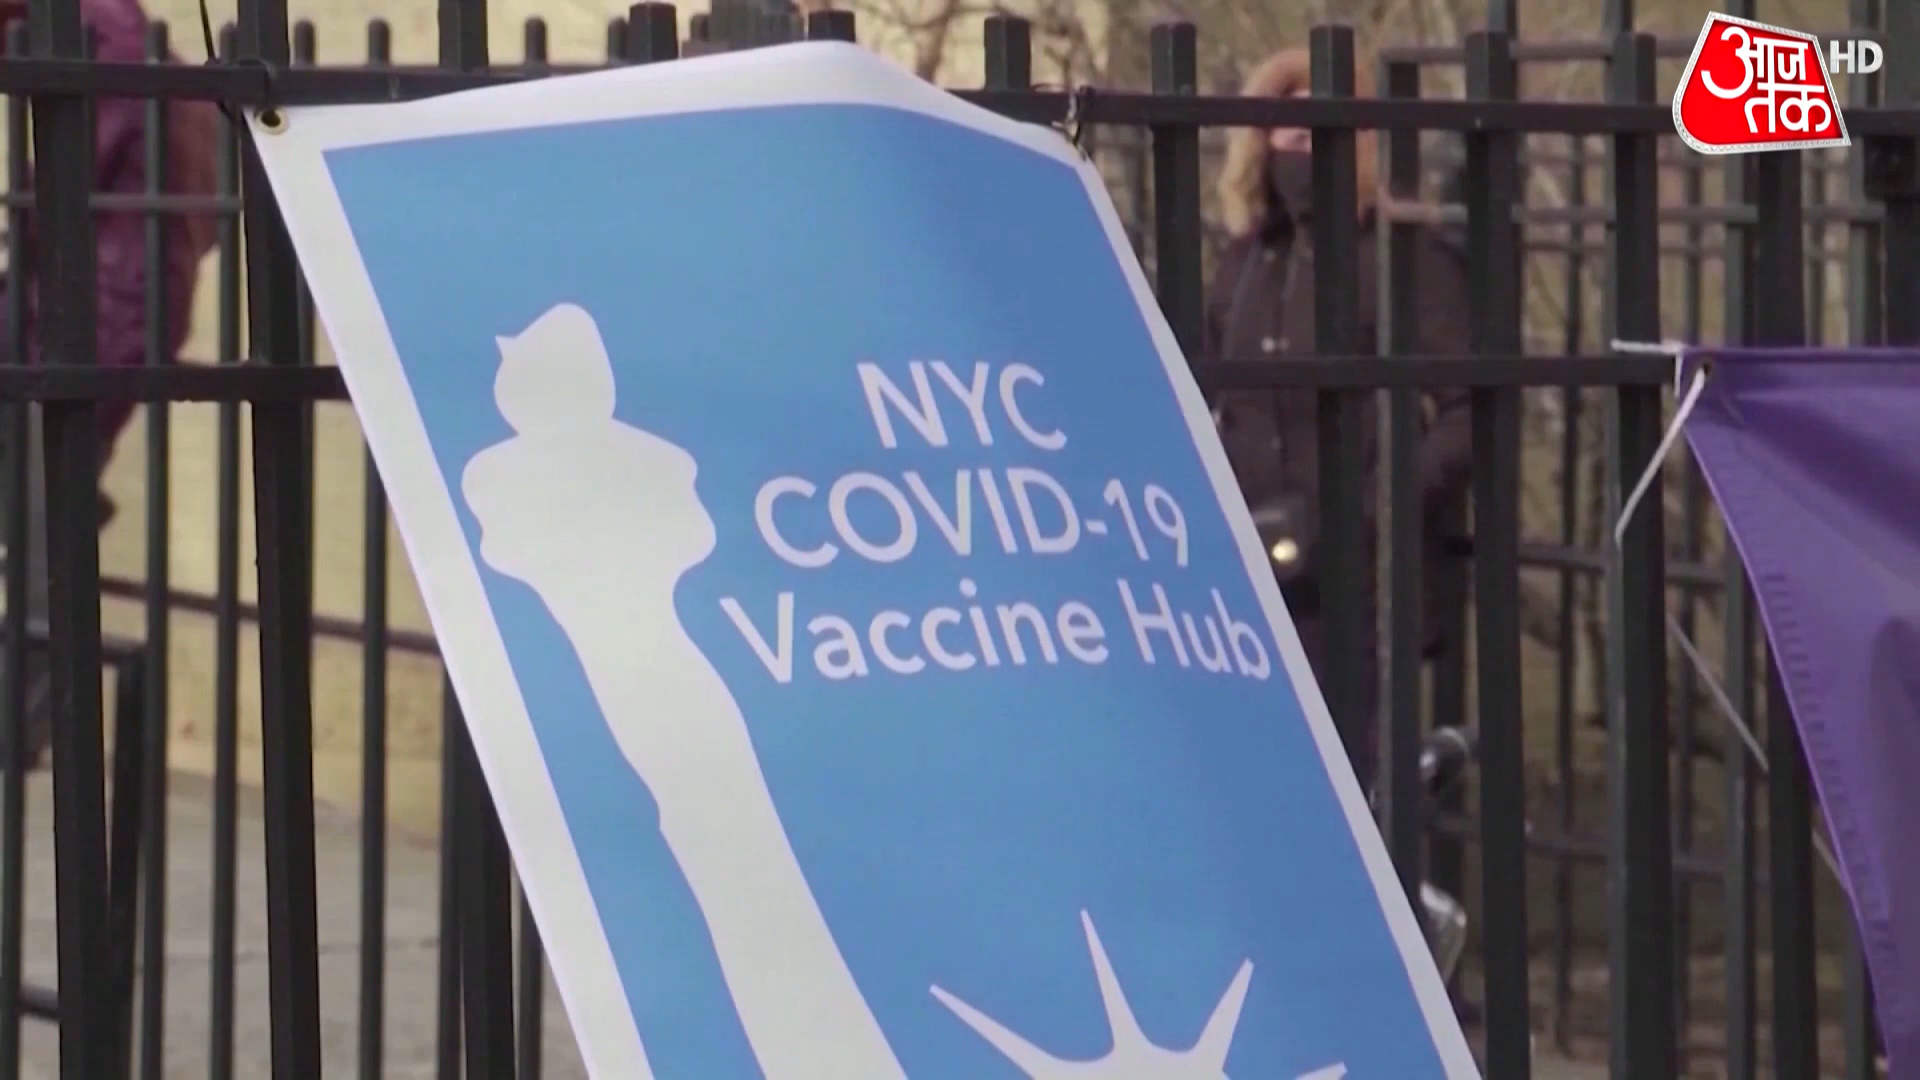 आज तक HD
NYC
COVID-19
Vaccine Hub